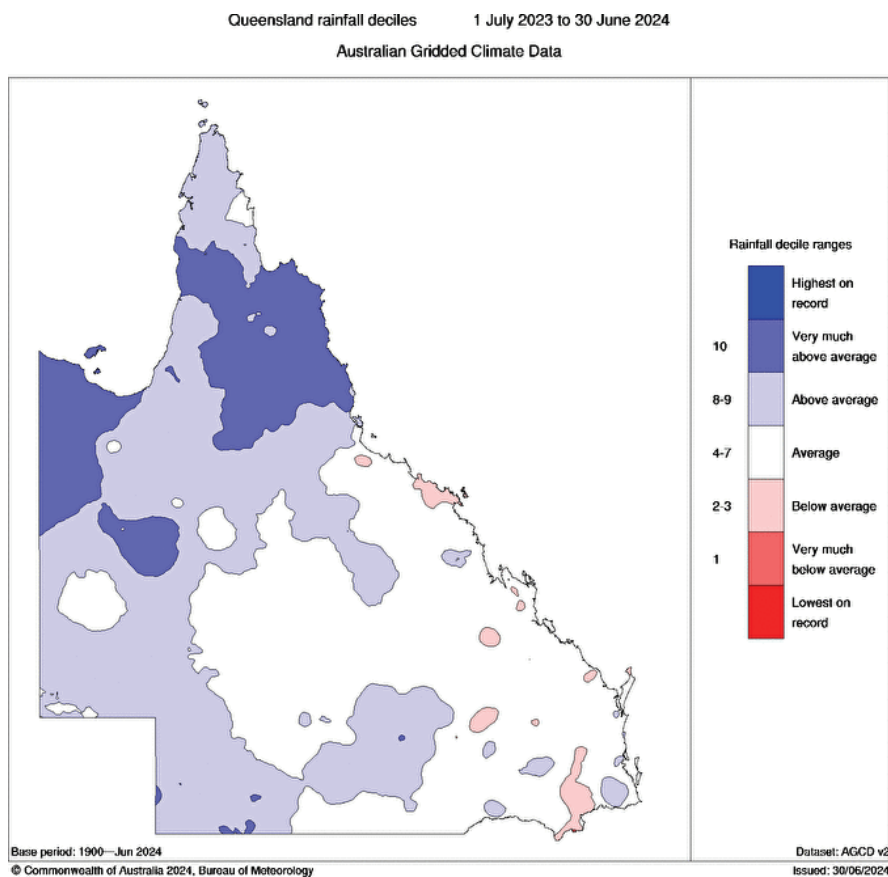 Queensland rainfall deciles 1 July 2023 to 30 June 2024
Australian Gridded Climate Data
Rainfall decile ranges
Highest on
record
10 Very much
above average
8-9 Above average
4-7 Average
2-3 Below average
1 Very much
below average
Lowest on
record
Base period: 1900—Jun 2024 Dataset: AGCD v2
© Commonwealth of Australia 2024, Bureau of Meteorology Issued: 30/06/2024